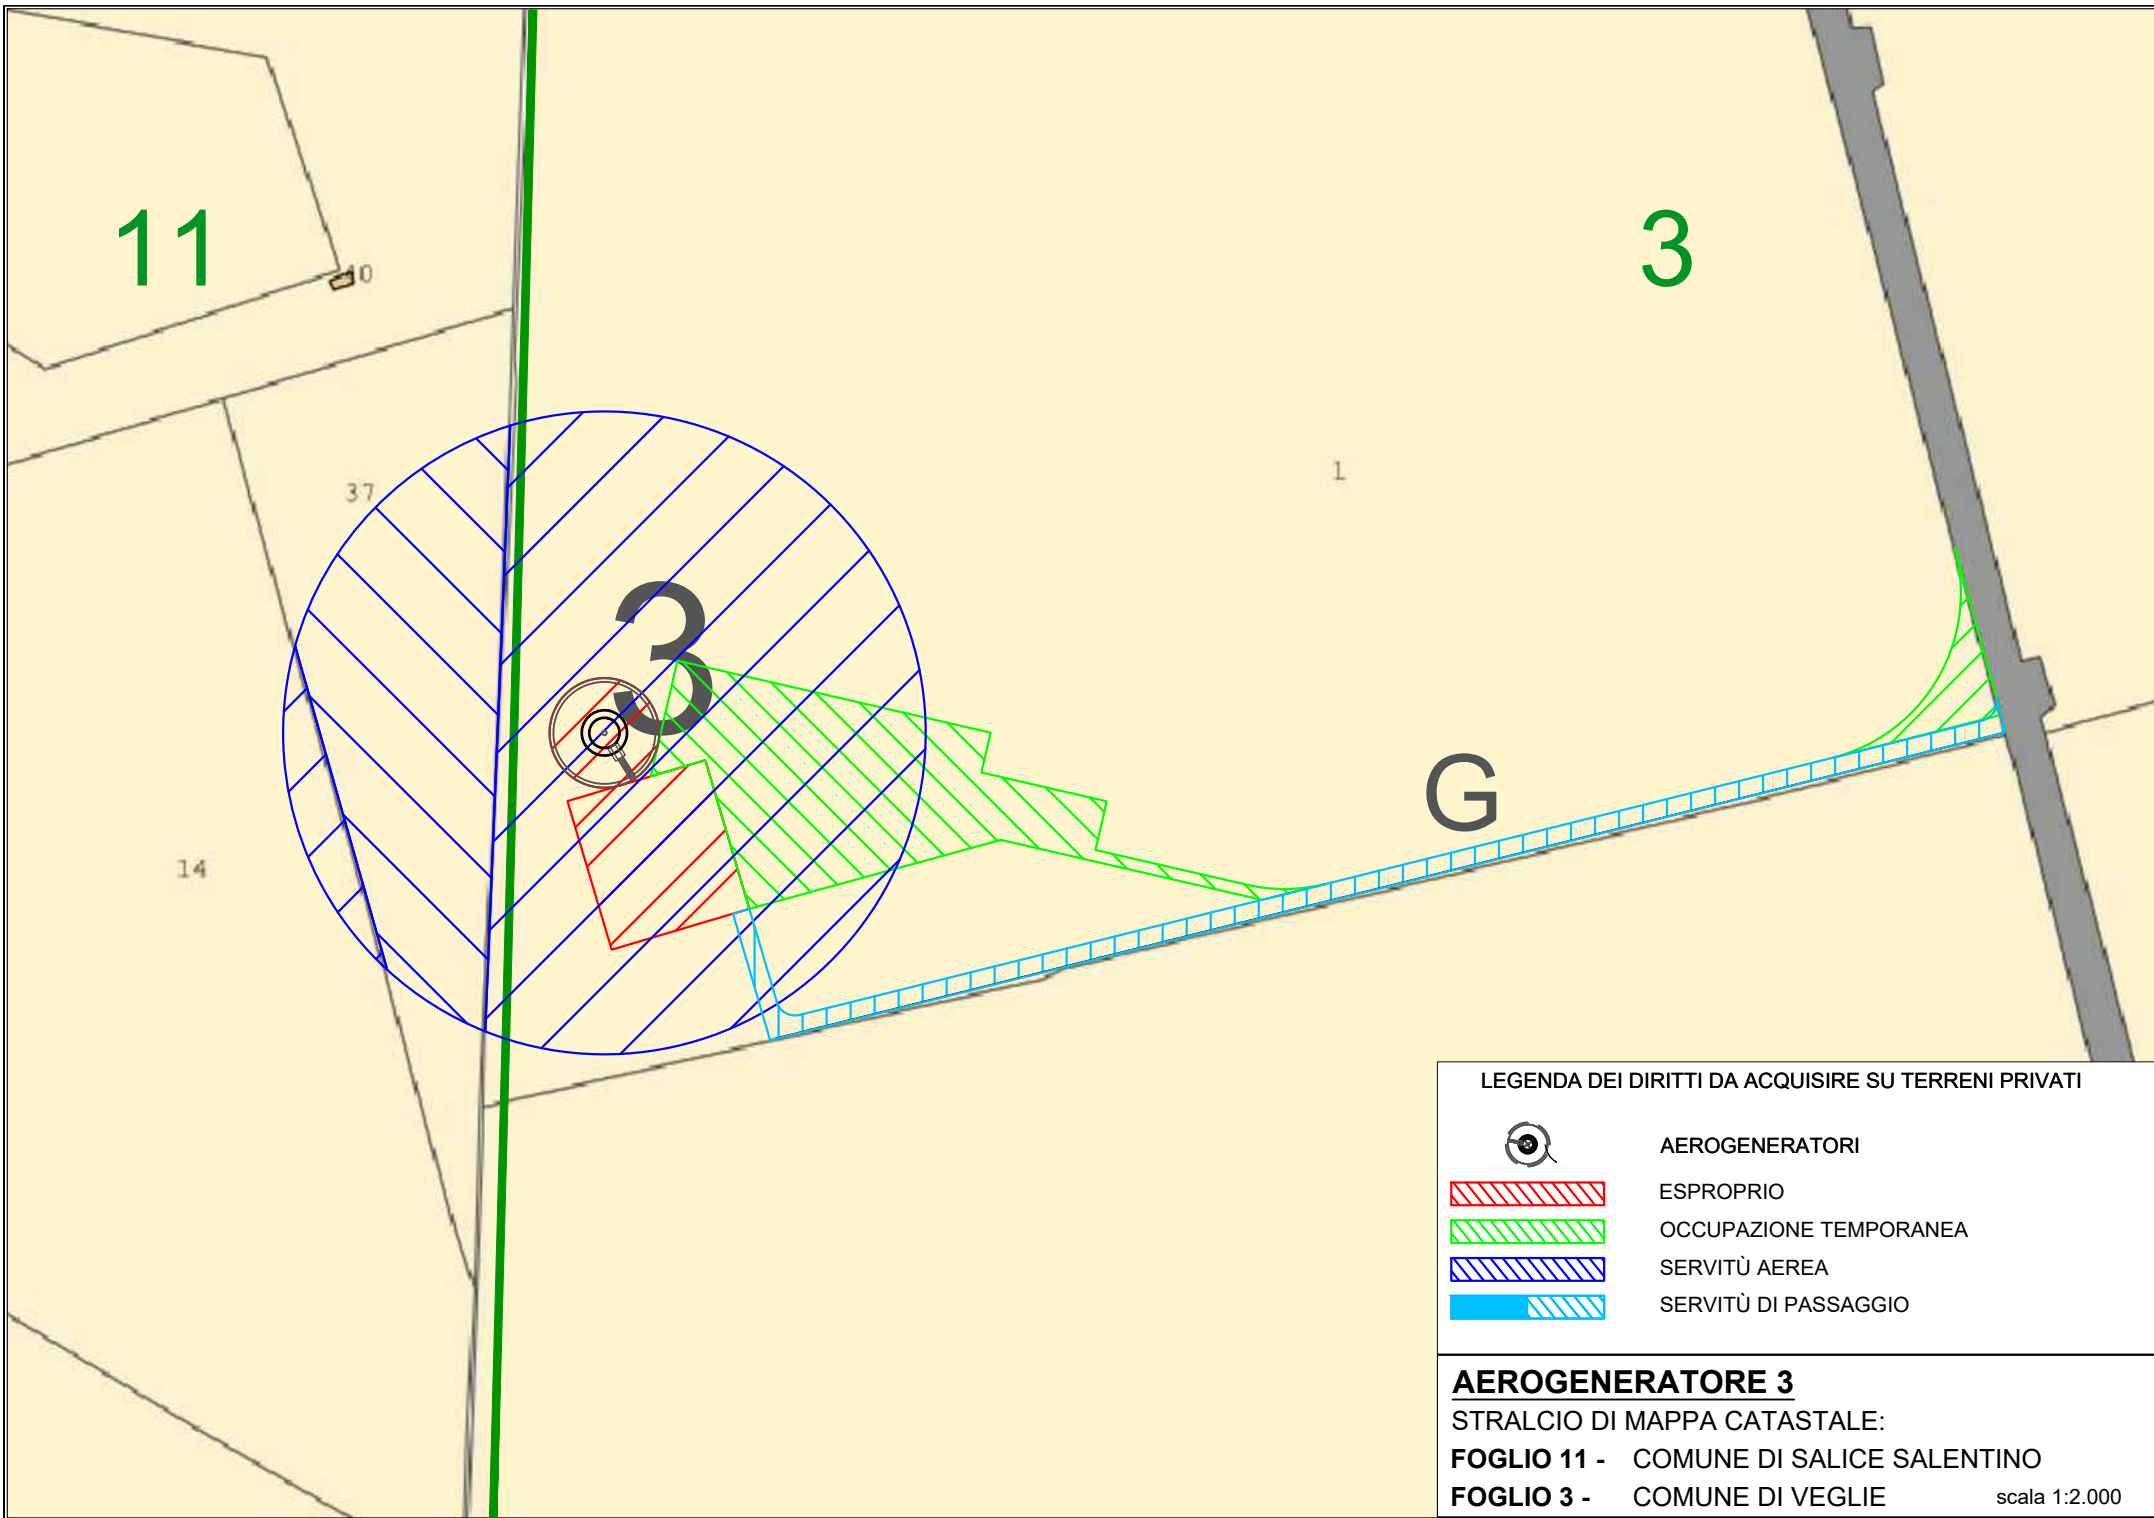 11
3
40
37
1
3
G
14
LEGENDA DEI DIRITTI DA ACQUISIRE SU TERRENI PRIVATI
AEROGENERATORI
ESPROPRIO
OCCUPAZIONE TEMPORANEA
SERVITÙ AEREA
SERVITÙ DI PASSAGGIO
AEROGENERATORE 3
STRALCIO DI MAPPA CATASTALE:
FOGLIO 11 - COMUNE DI SALICE SALENTINO
FOGLIO 3 - COMUNE DI VEGLIE scala 1:2.000